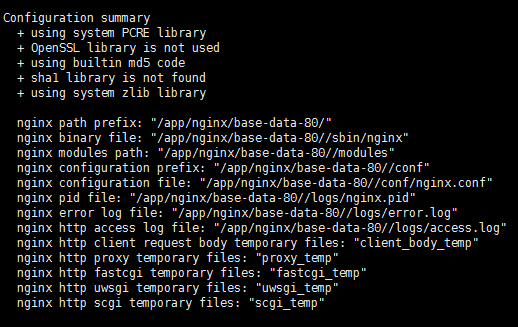 Configuration summary
+ using system PCRE library
+ OpenSSL library is not used
+ using builtin md5 code
+ sha1 library is not found
+ using system zlib library
nginx path prefix: "/app/nginx/base-data-80/"
nginx binary file: "/app/nginx/base-data-80//sbin/nginx"
nginx modules path: "/app/nginx/base-data-80//modules"
nginx configuration prefix: "/app/nginx/base-data-80//conf"
nginx configuration file: "/app/nginx/base-data-80//conf/nginx.conf"
nginx pid file: "/app/nginx/base-data-80//logs/nginx.pid"
nginx error log file: "/app/nginx/base-data-80//logs/error.log"
nginx http access log file: "/app/nginx/base-data-80//logs/access.log"
nginx http client request body temporary files: "client_body_temp"
nginx http proxy temporary files: "proxy_temp"
nginx http fastcgi temporary files: "fastcgi_temp"
nginx http uwsgi temporary files: "uwsgi_temp"
nginx http scgi temporary files: "scgi_temp"